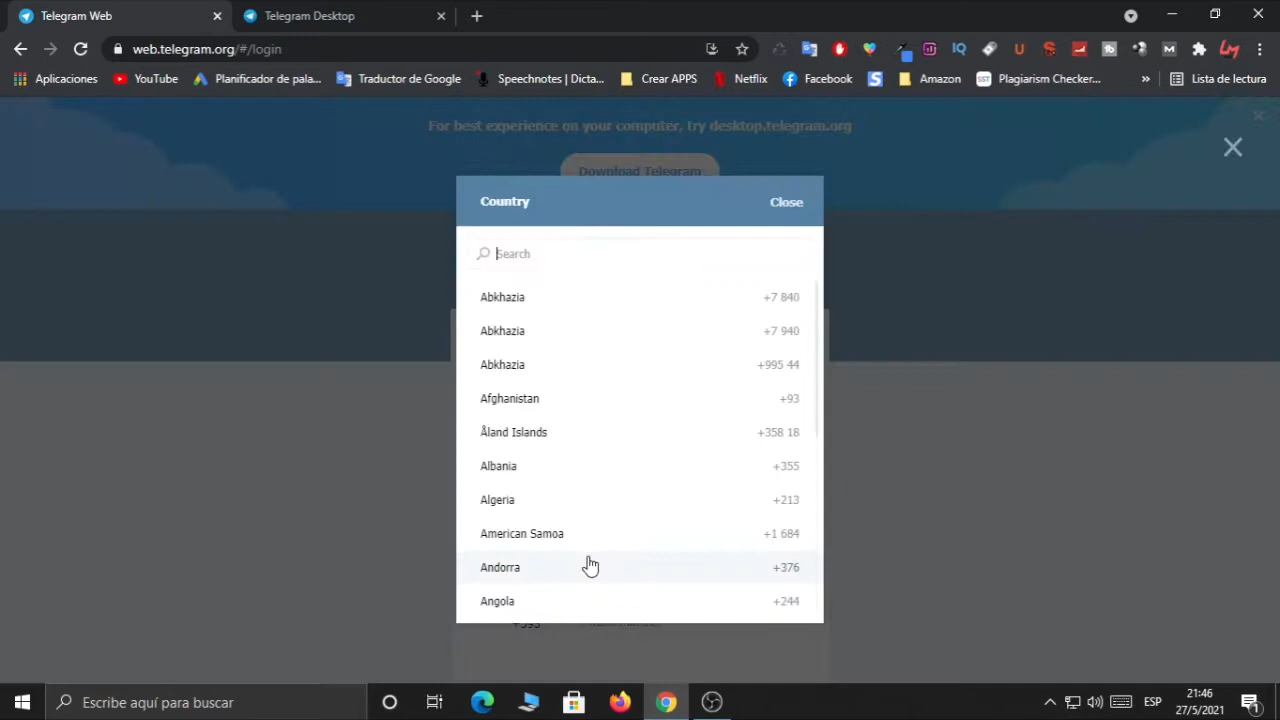 Telegram Web
Telegram Desktop
web.telegram.org/#/login
Aplicaciones
YouTube
Planificador de pala...
Traductor de Google
Speechnotes | Dicta...
Crear APPS
Netflix
Facebook
Amazon
SST
Plagiarism Checker...
»
Lista de lectura
For best experience on your computer, try desktop.telegram.org
Download Telegram
Country
Close
Search
Abkhazia +7 840
Abkhazia +7 940
Abkhazia +995 44
Afghanistan +93
Åland Islands +358 18
Albania +355
Algeria +213
American Samoa +1 684
Andorra +376
Angola +244
Escribe aquí para buscar
ESP
21:46
27/5/2021
1